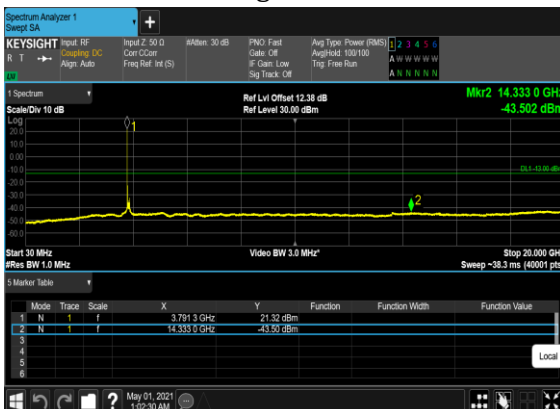 Spectrum Analyzer 1
Swept SA
+
KEYSIGHT Input: RF Input Z: 50 Ω #Atten: 30 dB PNO: Fast Avg Type: Power (RMS) 1 2 3 4 5 6
R T Coupling: DC Corr CCorr Gate: Off Avg|Hold: 100/100 A W W W W W
Align: Auto Freq Ref: Int (S) IF Gain: Low Trig: Free Run
LV Sig Track: Off A N N N N N
1 Spectrum Ref Lvl Offset 12.38 dB Mkr2 14.333 0 GHz
Scale/Div 10 dB Ref Level 30.00 dBm -43.502 dBm
Log
20.0
10.0
0.00
-10.0
DL1 -13.00 dBm
-20.0
-30.0
-40.0
-50.0
-60.0
1
2
Start 30 MHz Video BW 3.0 MHz* Stop 20.000 GHz
#Res BW 1.0 MHz Sweep ~38.3 ms (40001 pts)
5 Marker Table
Mode Trace Scale X Y Function Function Width Function Value
1 N 1 f 3.791 3 GHz 21.32 dBm
2 N 1 f 14.333 0 GHz -43.50 dBm
3
4
5
6
Local
? May 01, 2021
1:02:30 AM